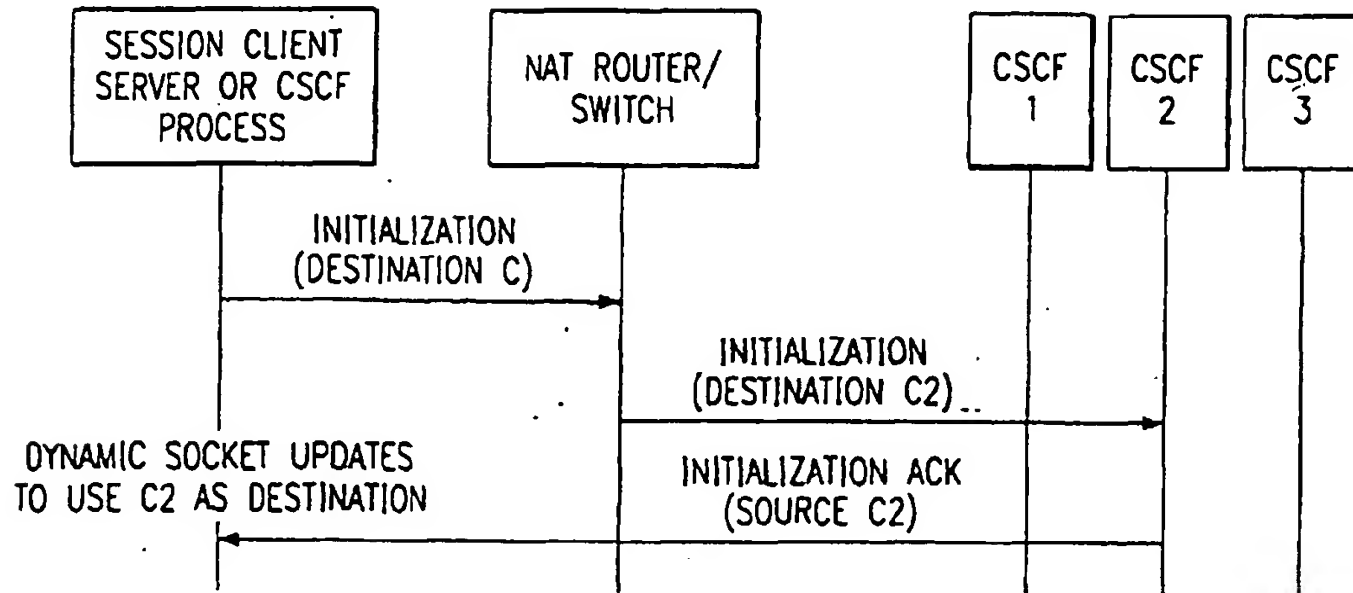 SESSION CLIENT
SERVER OR CSCF
PROCESS
NAT ROUTER/
SWITCH
CSCF
1
CSCF
2
CSCF
3
INITIALIZATION
(DESTINATION C)
INITIALIZATION
(DESTINATION C2)
DYNAMIC SOCKET UPDATES
TO USE C2 AS DESTINATION
INITIALIZATION ACK
(SOURCE C2)